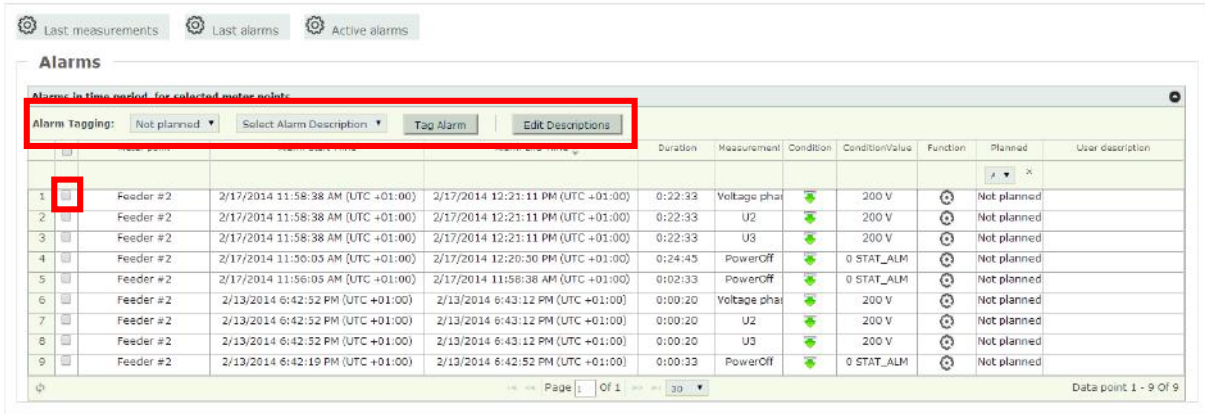 Last measurements Last alarms Active alarms
Alarms
Alarms in time period, for selected meter points
Alarm Tagging: Not planned Select Alarm Description Tag Alarm Edit Descriptions
Duration Measurement Condition ConditionValue Function Planned User description
1 Feeder #2 2/17/2014 11:58:38 AM (UTC +01:00) 2/17/2014 12:21:11 PM (UTC +01:00) 0:22:33 Voltage phas 200 V Not planned
2 Feeder #2 2/17/2014 11:58:38 AM (UTC +01:00) 2/17/2014 12:21:11 PM (UTC +01:00) 0:22:33 U2 200 V Not planned
3 Feeder #2 2/17/2014 11:58:38 AM (UTC +01:00) 2/17/2014 12:21:11 PM (UTC +01:00) 0:22:33 U3 200 V Not planned
4 Feeder #2 2/17/2014 11:56:05 AM (UTC +01:00) 2/17/2014 12:20:50 PM (UTC +01:00) 0:24:45 PowerOff 0 STAT_ALM Not planned
5 Feeder #2 2/17/2014 11:56:05 AM (UTC +01:00) 2/17/2014 11:58:38 AM (UTC +01:00) 0:02:33 PowerOff 0 STAT_ALM Not planned
6 Feeder #2 2/13/2014 6:42:52 PM (UTC +01:00) 2/13/2014 6:43:12 PM (UTC +01:00) 0:00:20 Voltage phas 200 V Not planned
7 Feeder #2 2/13/2014 6:42:52 PM (UTC +01:00) 2/13/2014 6:43:12 PM (UTC +01:00) 0:00:20 U2 200 V Not planned
8 Feeder #2 2/13/2014 6:42:52 PM (UTC +01:00) 2/13/2014 6:43:12 PM (UTC +01:00) 0:00:20 U3 200 V Not planned
9 Feeder #2 2/13/2014 6:42:19 PM (UTC +01:00) 2/13/2014 6:42:52 PM (UTC +01:00) 0:00:33 PowerOff 0 STAT_ALM Not planned
Page 1 Of 1 30 Data point 1 - 9 Of 9